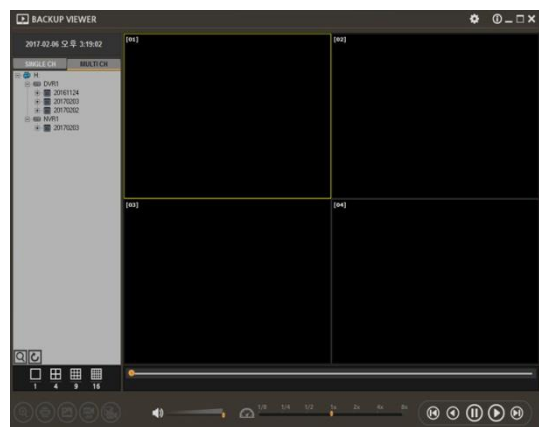 BACKUP VIEWER
2017-02-06 오후 3:19:02
SINGLE CH
MULTI CH
H
DVR1
20161124
20170203
20170202
NVR1
20170203
[01]
[02]
[03]
[04]
1 4 9 16
1/8 1/4 1/2 1x 2x 4x 8x